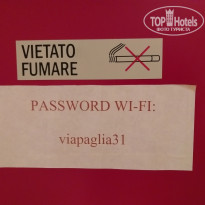 TOP Hotels
ФОТО ТУРИСТА
VIETATO
FUMARE
PASSWORD WI-FI:
viapaglia31